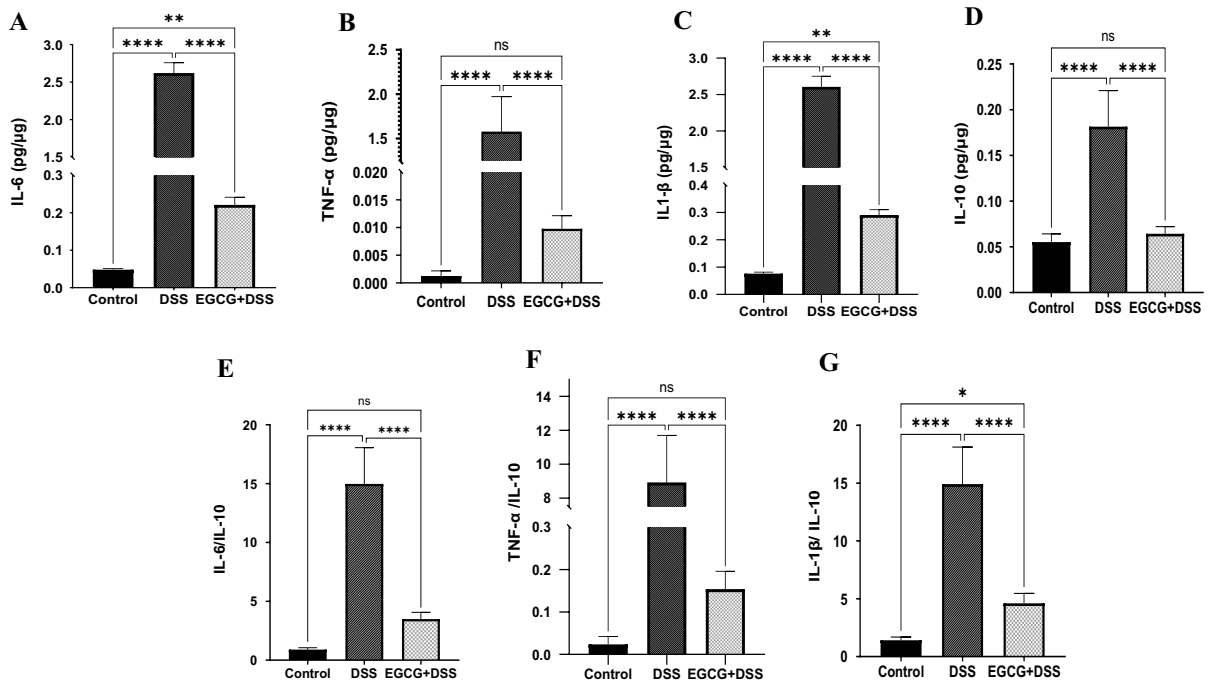 A
**
****
****
IL-6 (pg/µg)
3.0
2.5
2.0
1.5
0.3
0.2
0.1
0.0
Control
DSS
EGCG+DSS
B
ns
****
****
TNF-α (pg/µg)
2.5
2.0
1.5
0.020
0.015
0.010
0.005
0.000
Control
DSS
EGCG+DSS
C
**
****
****
IL1-β (pg/µg)
3.0
2.5
2.0
1.5
0.4
0.3
0.2
0.1
0.0
Control
DSS
EGCG+DSS
D
ns
****
****
IL-10 (pg/µg)
0.25
0.20
0.15
0.10
0.05
0.00
Control
DSS
EGCG+DSS
E
ns
****
****
IL-6/IL-10
20
15
10
5
0
Control
DSS
EGCG+DSS
F
ns
****
****
TNF-α /IL-10
14
12
10
8
0.3
0.2
0.1
0.0
Control
DSS
EGCG+DSS
G
*
****
****
IL-1β/ IL-10
20
15
10
5
0
Control
DSS
EGCG+DSS